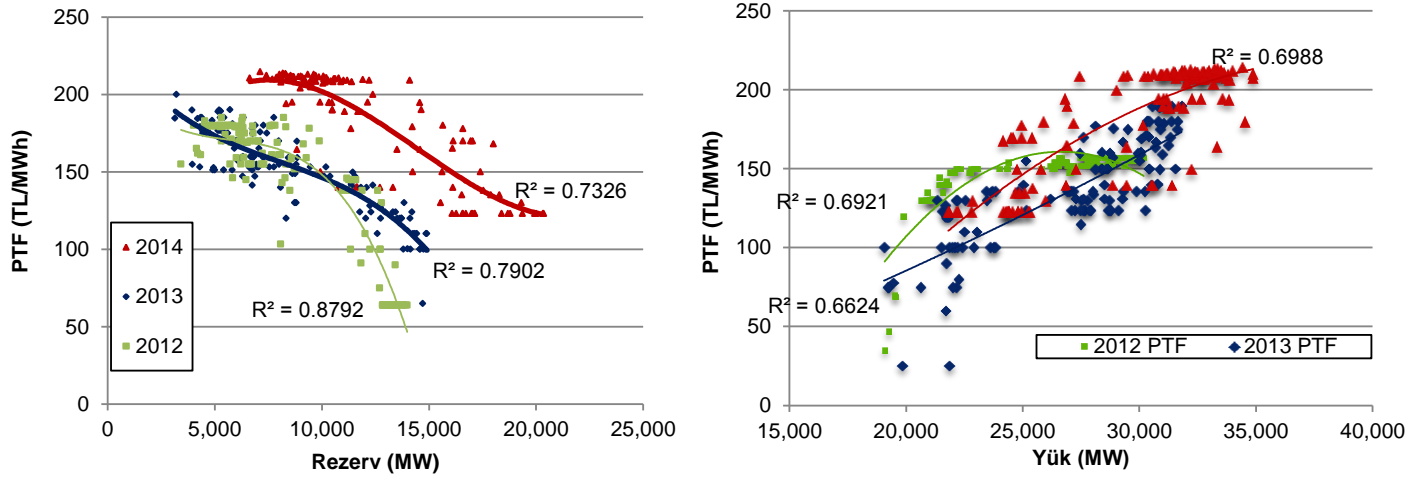 PTF (TL/MWh)
250
200
150
100
50
0
2014
2013
2012
R² = 0.7326
R² = 0.7902
R² = 0.8792
0
5,000
10,000
15,000
20,000
25,000
Rezerv (MW)
PTF (TL/MWh)
250
200
150
100
50
0
R² = 0.6988
R² = 0.6921
R² = 0.6624
2012 PTF
2013 PTF
15,000
20,000
25,000
30,000
35,000
40,000
Yük (MW)